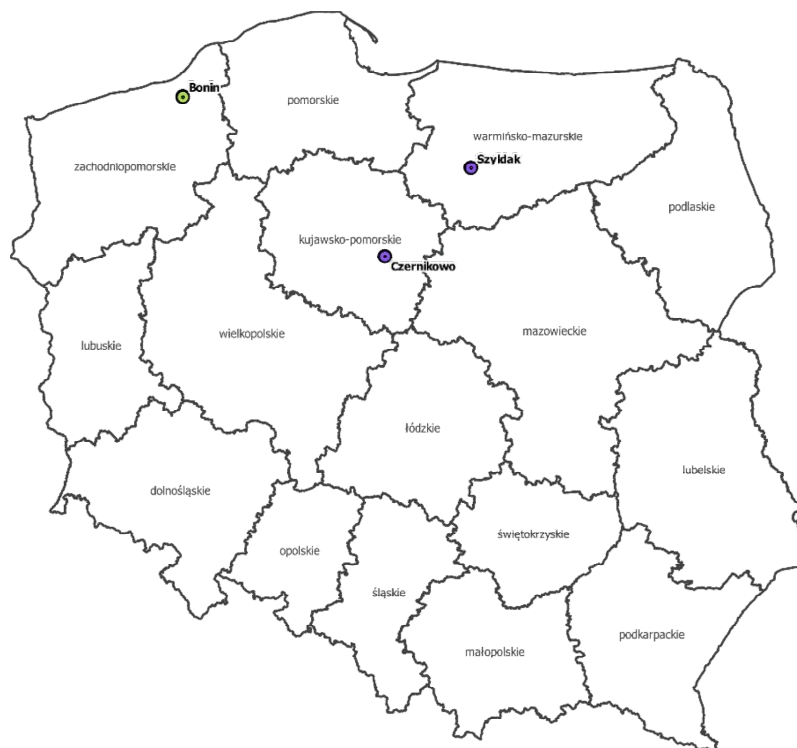 Bonin
pomorskie
warmińsko-mazurskie
Szyldak
zachodniopomorskie
podlaskie
kujawsko-pomorskie
Czernikowo
mazowieckie
wielkopolskie
lubuskie
łódzkie
lubelskie
dolnośląskie
świętokrzyskie
opolskie
śląskie
podkarpackie
małopolskie